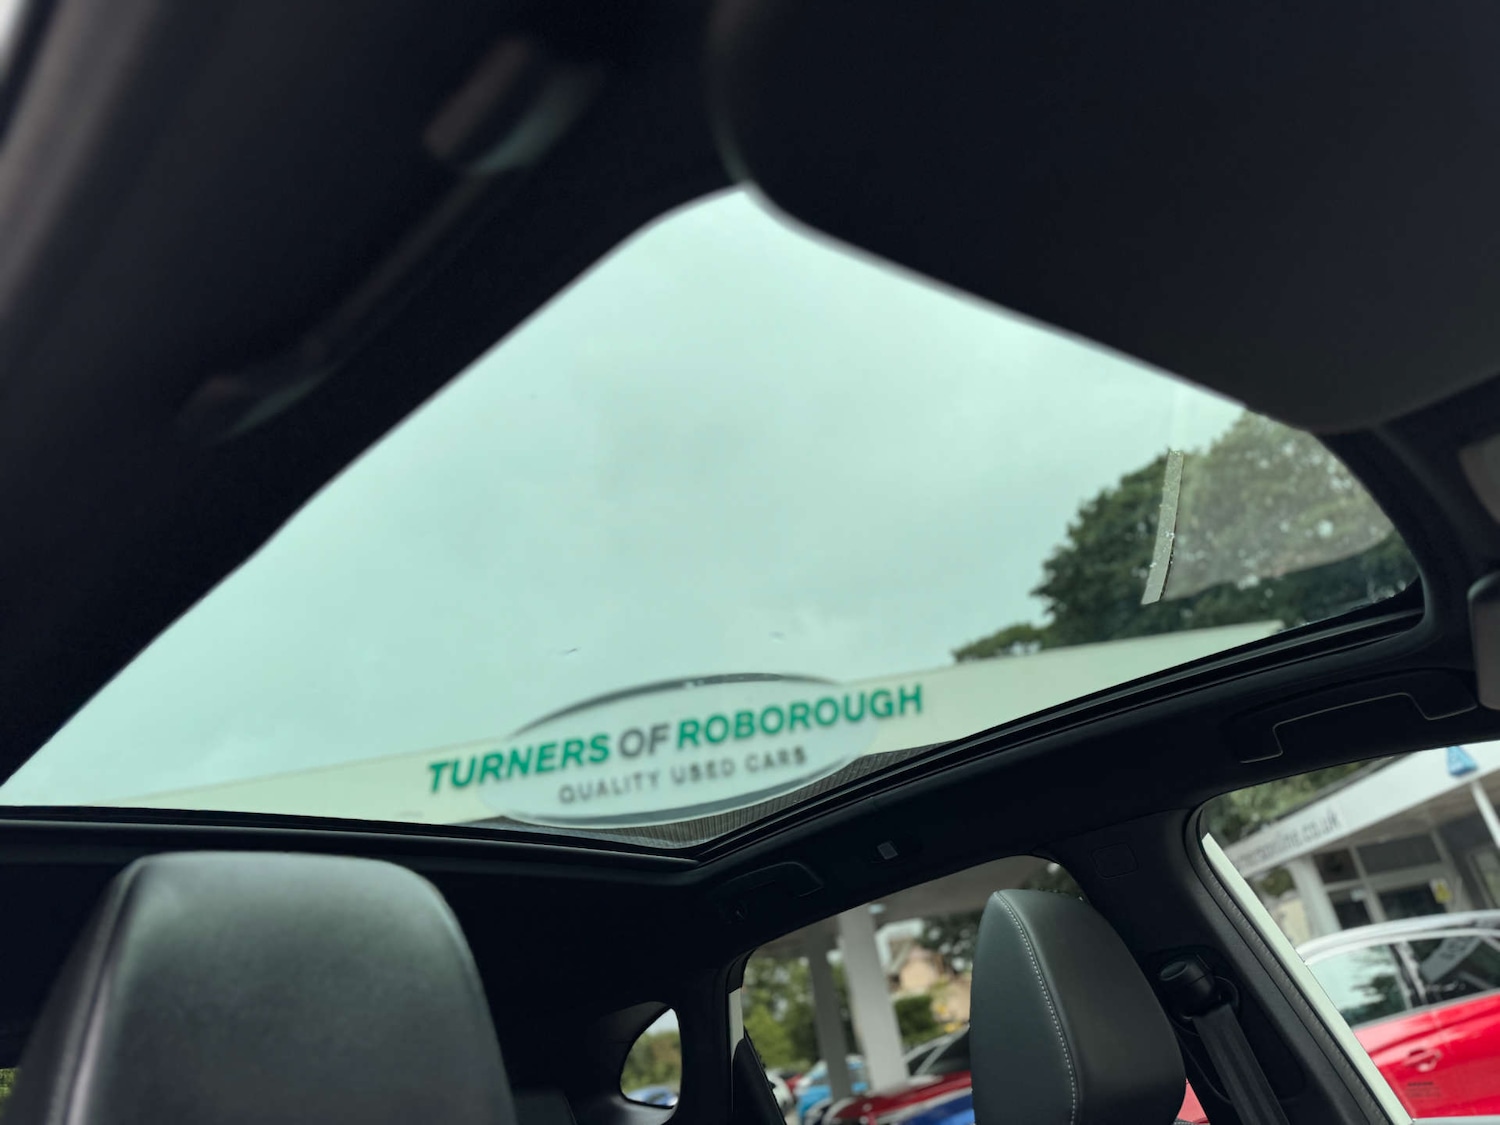 TURNERS OF ROBOROUGH
QUALITY USED CARS